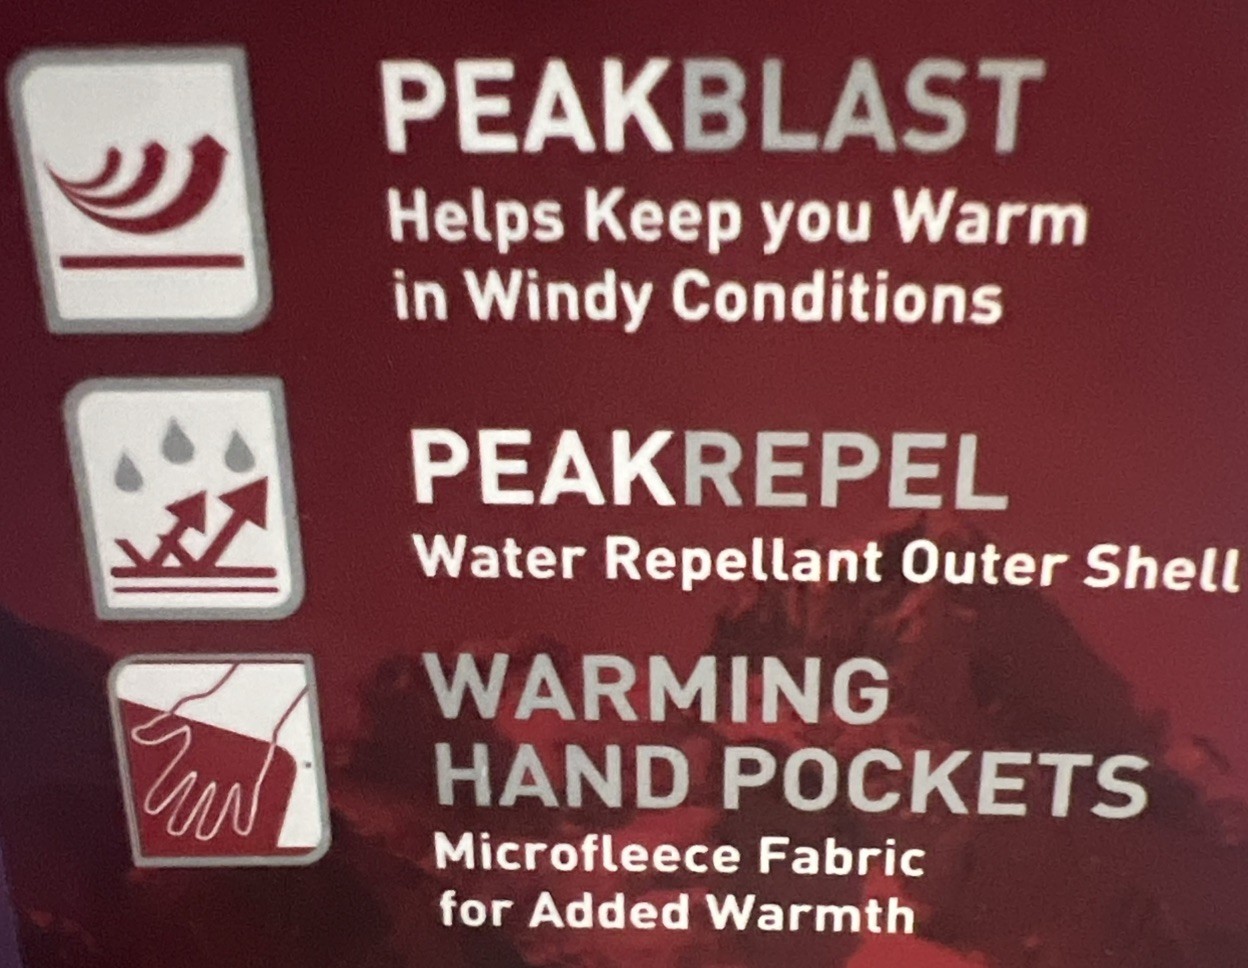 PEAKBLAST
Helps Keep you Warm
in Windy Conditions
PEAKREPEL
Water Repellant Outer Shell
WARMING
HAND POCKETS
Microfleece Fabric
for Added Warmth